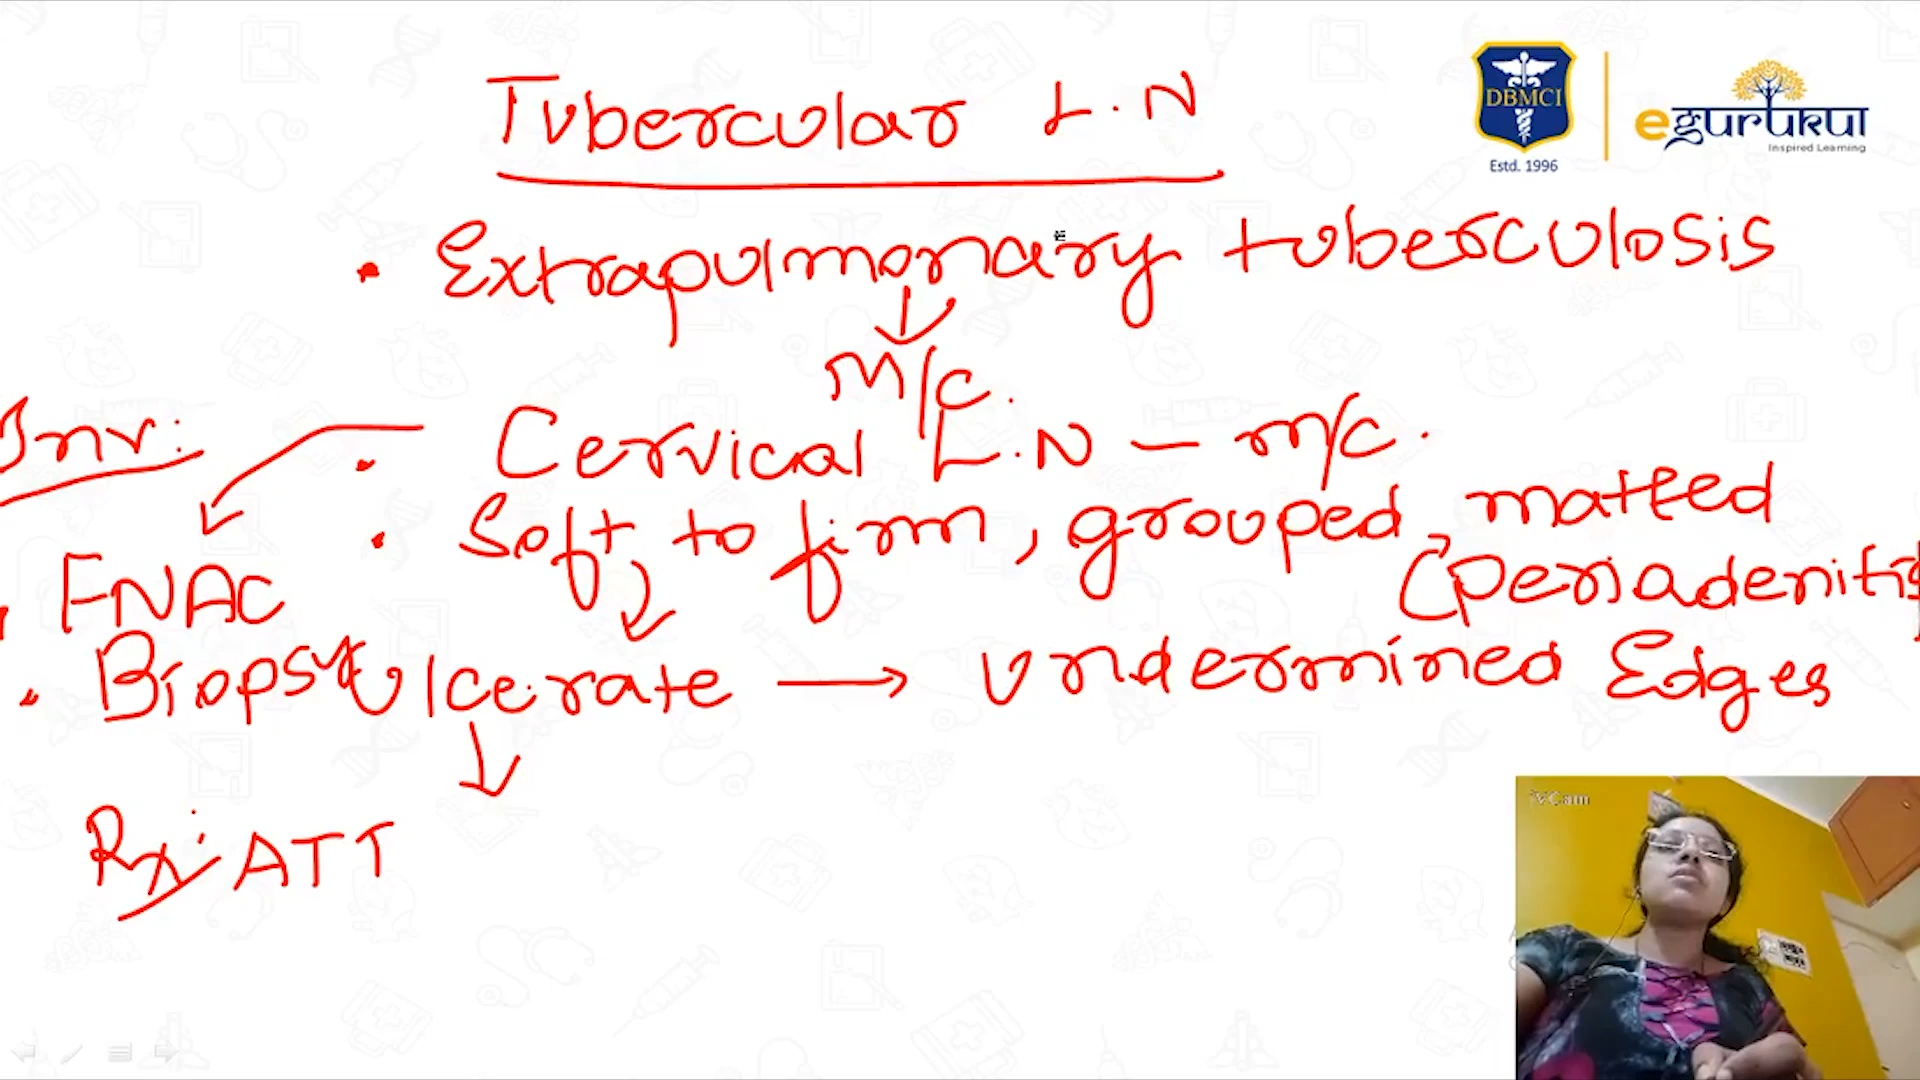 Tubercular L.N
DBMCI
Estd. 1996
egurukul
Inspired Learning
• Extrapulmonary tuberculosis
M/C.
Inv:
• Cervical L.N – m/c.
• Soft to firm, grouped, matted
(periadenitis)
• FNAC
• Biopsy
Ulcerate → Undermined Edges
Rx: ATT
iVCam